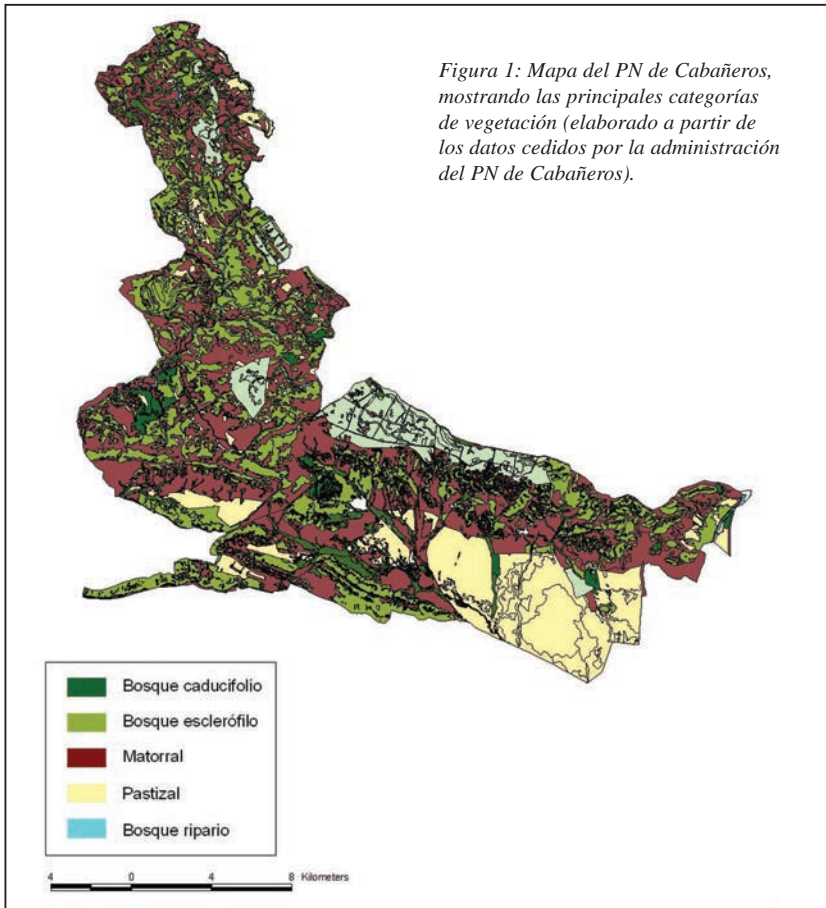 Figura 1: Mapa del PN de Cabañeros,
mostrando las principales categorías
de vegetación (elaborado a partir de
los datos cedidos por la administración
del PN de Cabañeros).
Bosque caducifolio
Bosque esclerófilo
Matorral
Pastizal
Bosque ripario
4 0 4 8 Kilometers